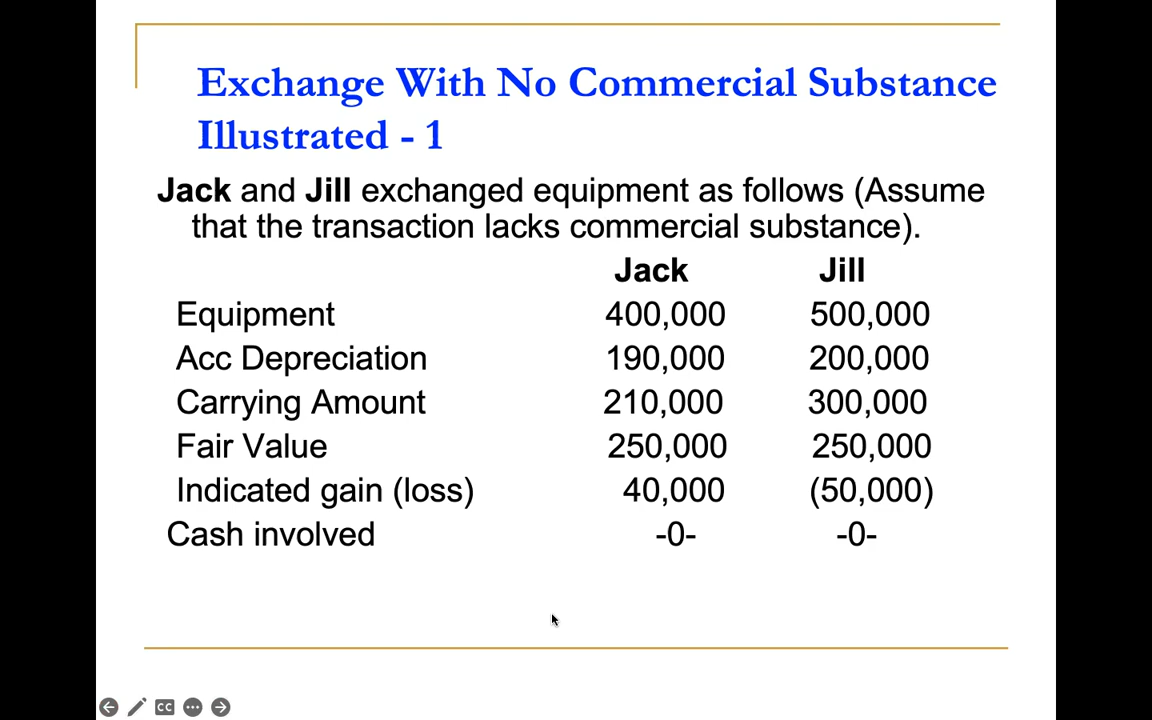 Exchange With No Commercial Substance
Illustrated - 1
Jack and Jill exchanged equipment as follows (Assume
that the transaction lacks commercial substance).
Jack Jill
Equipment 400,000 500,000
Acc Depreciation 190,000 200,000
Carrying Amount 210,000 300,000
Fair Value 250,000 250,000
Indicated gain (loss) 40,000 (50,000)
Cash involved -0- -0-
CC